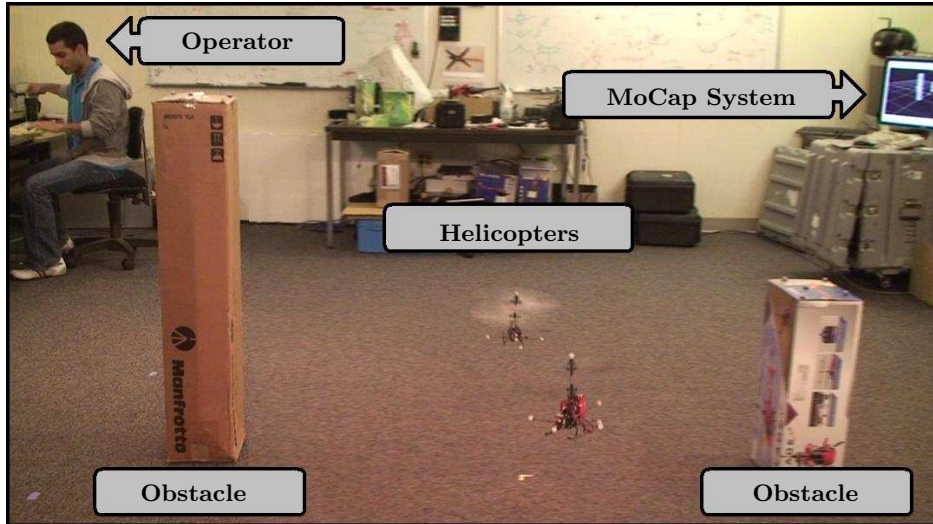 Operator
MoCap System
Helicopters
Manfrotto
Obstacle
Obstacle